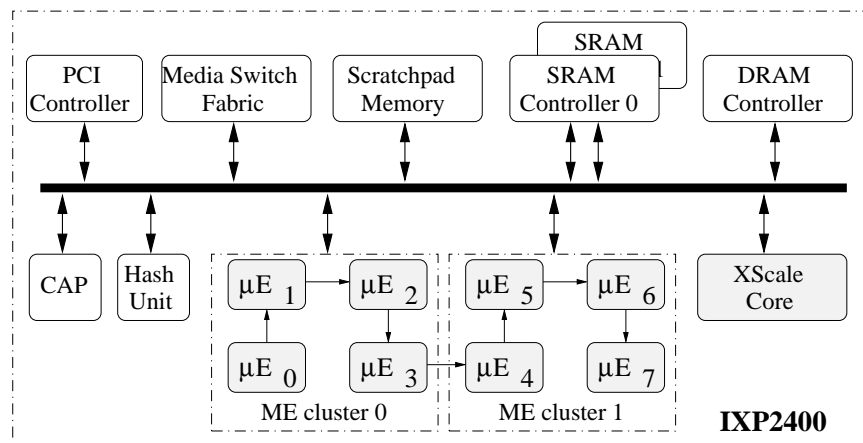 PCI Controller
Media Switch Fabric
Scratchpad Memory
SRAM 1
SRAM Controller 0
DRAM Controller
CAP
Hash Unit
µE 1
µE 2
µE 0
µE 3
ME cluster 0
µE 5
µE 6
µE 4
µE 7
ME cluster 1
XScale Core
IXP2400